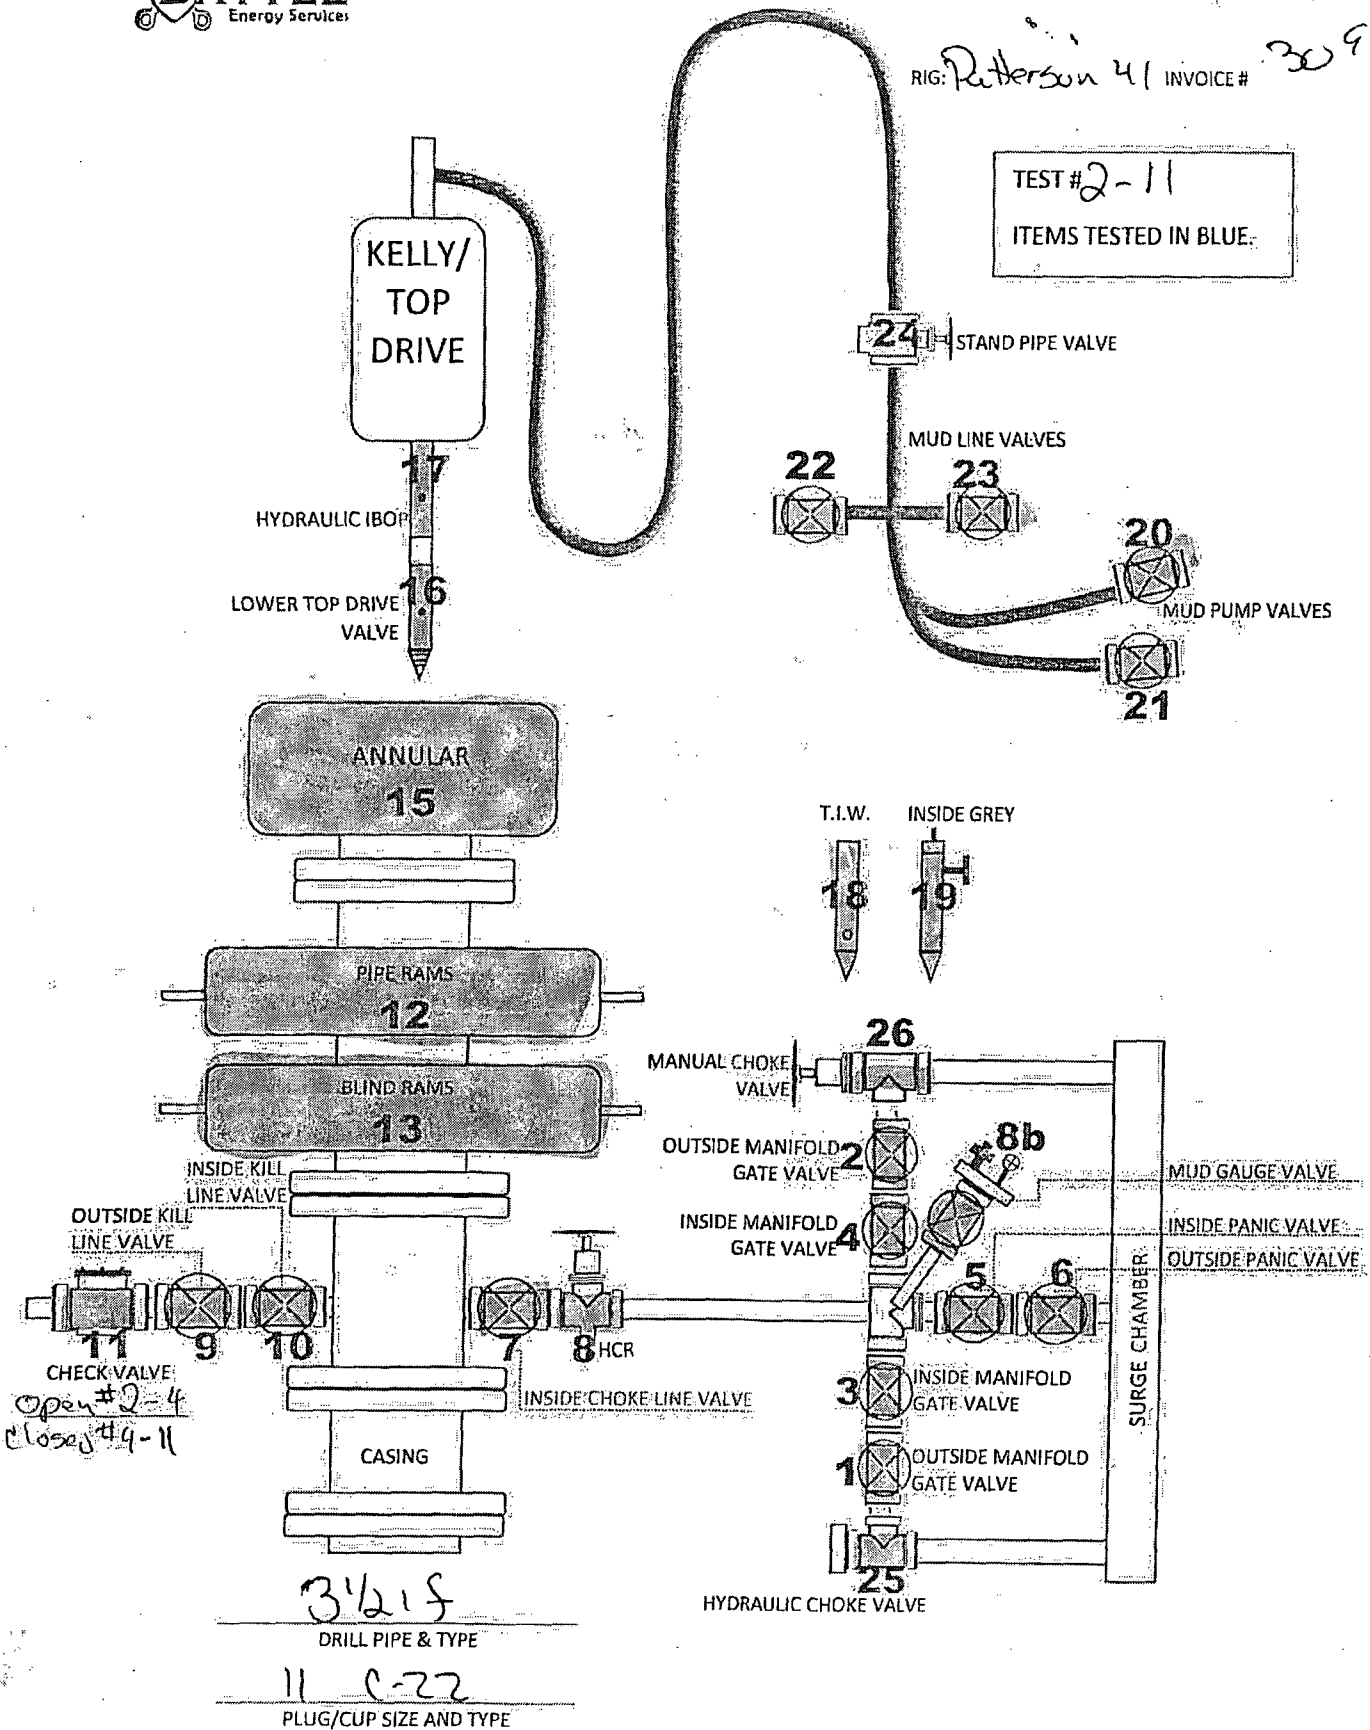 Energy Services
RIG: Patterson 41 INVOICE # 309
TEST # 2-11
ITEMS TESTED IN BLUE.
KELLY/
TOP
DRIVE
24 STAND PIPE VALVE
MUD LINE VALVES
22
23
17
HYDRAULIC IBOP
20
MUD PUMP VALVES
16
LOWER TOP DRIVE
VALVE
21
ANNULAR
15
T.I.W.
INSIDE GREY
18
19
PIPE RAMS
12
BLIND RAMS
13
26
MANUAL CHOKE
VALVE
OUTSIDE MANIFOLD
GATE VALVE
2
8b
MUD GAUGE VALVE
INSIDE MANIFOLD
GATE VALVE
4
INSIDE PANIC VALVE
OUTSIDE PANIC VALVE
5
6
INSIDE KILL
LINE VALVE
OUTSIDE KILL
LINE VALVE
11
9
10
7
8 HCR
CHECK VALVE
Open #2-4
Closed #9-11
INSIDE CHOKE LINE VALVE
3
INSIDE MANIFOLD
GATE VALVE
SURGE CHAMBER
CASING
1
OUTSIDE MANIFOLD
GATE VALVE
25
HYDRAULIC CHOKE VALVE
3 1/2 if
DRILL PIPE & TYPE
11 C-22
PLUG/CUP SIZE AND TYPE